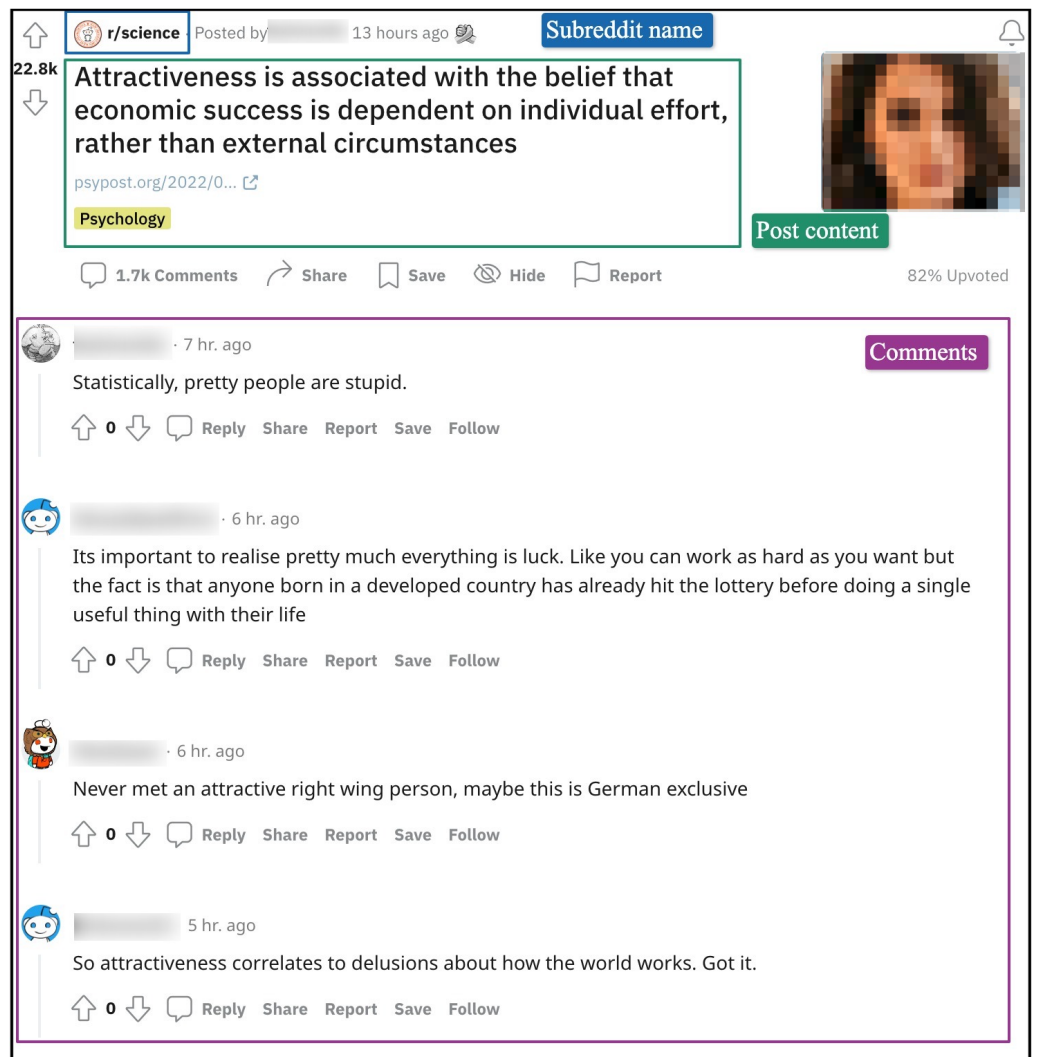 r/science Posted by 13 hours ago
Subreddit name
22.8k
Attractiveness is associated with the belief that
economic success is dependent on individual effort,
rather than external circumstances
psypost.org/2022/0...
Psychology
Post content
1.7k Comments Share Save Hide Report 82% Upvoted
· 7 hr. ago
Comments
Statistically, pretty people are stupid.
0 Reply Share Report Save Follow
· 6 hr. ago
Its important to realise pretty much everything is luck. Like you can work as hard as you want but
the fact is that anyone born in a developed country has already hit the lottery before doing a single
useful thing with their life
0 Reply Share Report Save Follow
· 6 hr. ago
Never met an attractive right wing person, maybe this is German exclusive
0 Reply Share Report Save Follow
5 hr. ago
So attractiveness correlates to delusions about how the world works. Got it.
0 Reply Share Report Save Follow